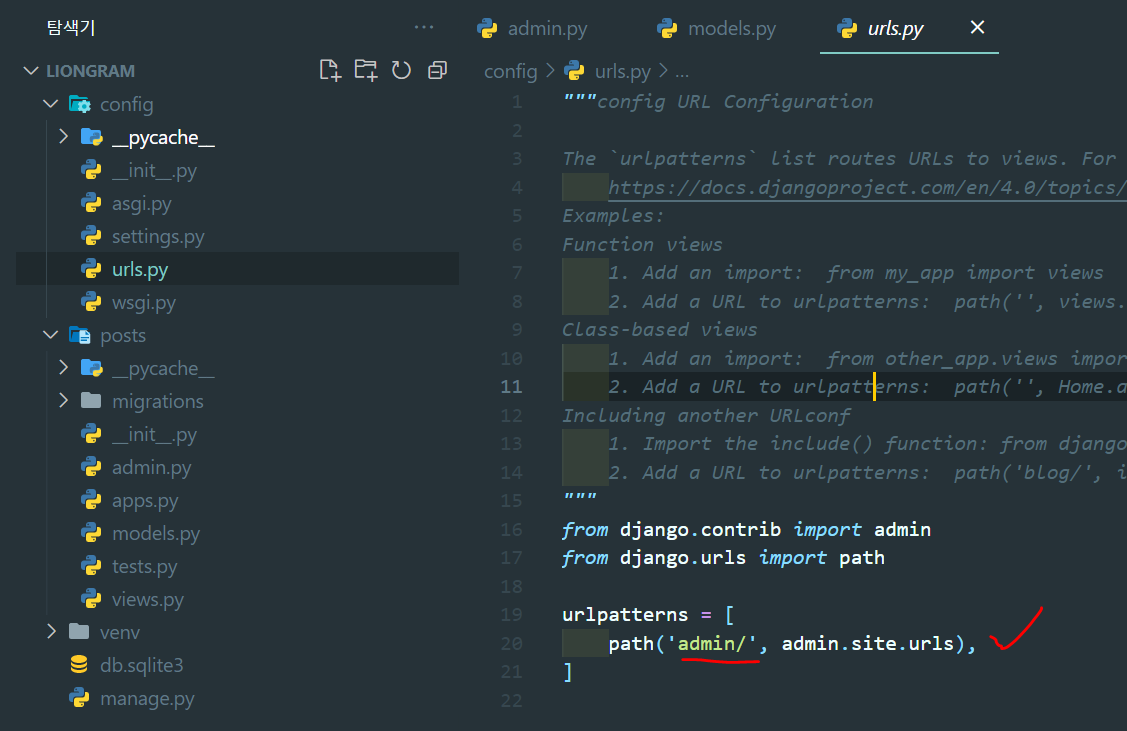 탐색기
LIONGRAM
config
__pycache__
__init__.py
asgi.py
settings.py
urls.py
wsgi.py
posts
__pycache__
migrations
__init__.py
admin.py
apps.py
models.py
tests.py
views.py
venv
db.sqlite3
manage.py
admin.py models.py urls.py
config > urls.py > ...
1 """config URL Configuration
2
3 The `urlpatterns` list routes URLs to views. For
4 https://docs.djangoproject.com/en/4.0/topics/
5 Examples:
6 Function views
7 1. Add an import:  from my_app import views
8 2. Add a URL to urlpatterns:  path('', views.
9 Class-based views
10 1. Add an import:  from other_app.views impor
11 2. Add a URL to urlpatterns:  path('', Home.a
12 Including another URLconf
13 1. Import the include() function: from django
14 2. Add a URL to urlpatterns:  path('blog/', i
15 """
16 from django.contrib import admin
17 from django.urls import path
18
19 urlpatterns = [
20 path('admin/', admin.site.urls),
21 ]
22